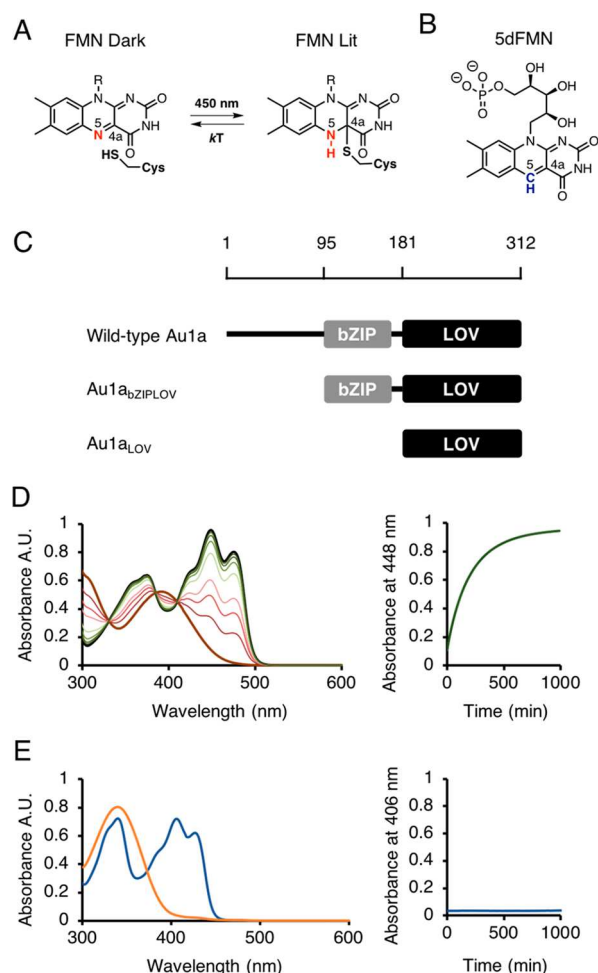 A
FMN Dark
FMN Lit
R
N
N
O
NH
N
5
4a
O
HS
Cys
450 nm
kT
R
N
N
O
NH
N
H
5
4a
S
O
Cys
B
5dFMN
⊖
⊖
O
O
P
O
O
OH
OH
OH
N
N
O
NH
5
4a
C
H
O
C
1 95 181 312
Wild-type Au1a bZIP LOV
Au1abZIPLOV bZIP LOV
Au1aLOV LOV
D
Absorbance A.U.
1
0.8
0.6
0.4
0.2
0
300 400 500 600
Wavelength (nm)
Absorbance at 448 nm
1
0.8
0.6
0.4
0.2
0
0 500 1000
Time (min)
E
Absorbance A.U.
1
0.8
0.6
0.4
0.2
0
300 400 500 600
Wavelength (nm)
Absorbance at 406 nm
1
0.8
0.6
0.4
0.2
0
0 500 1000
Time (min)